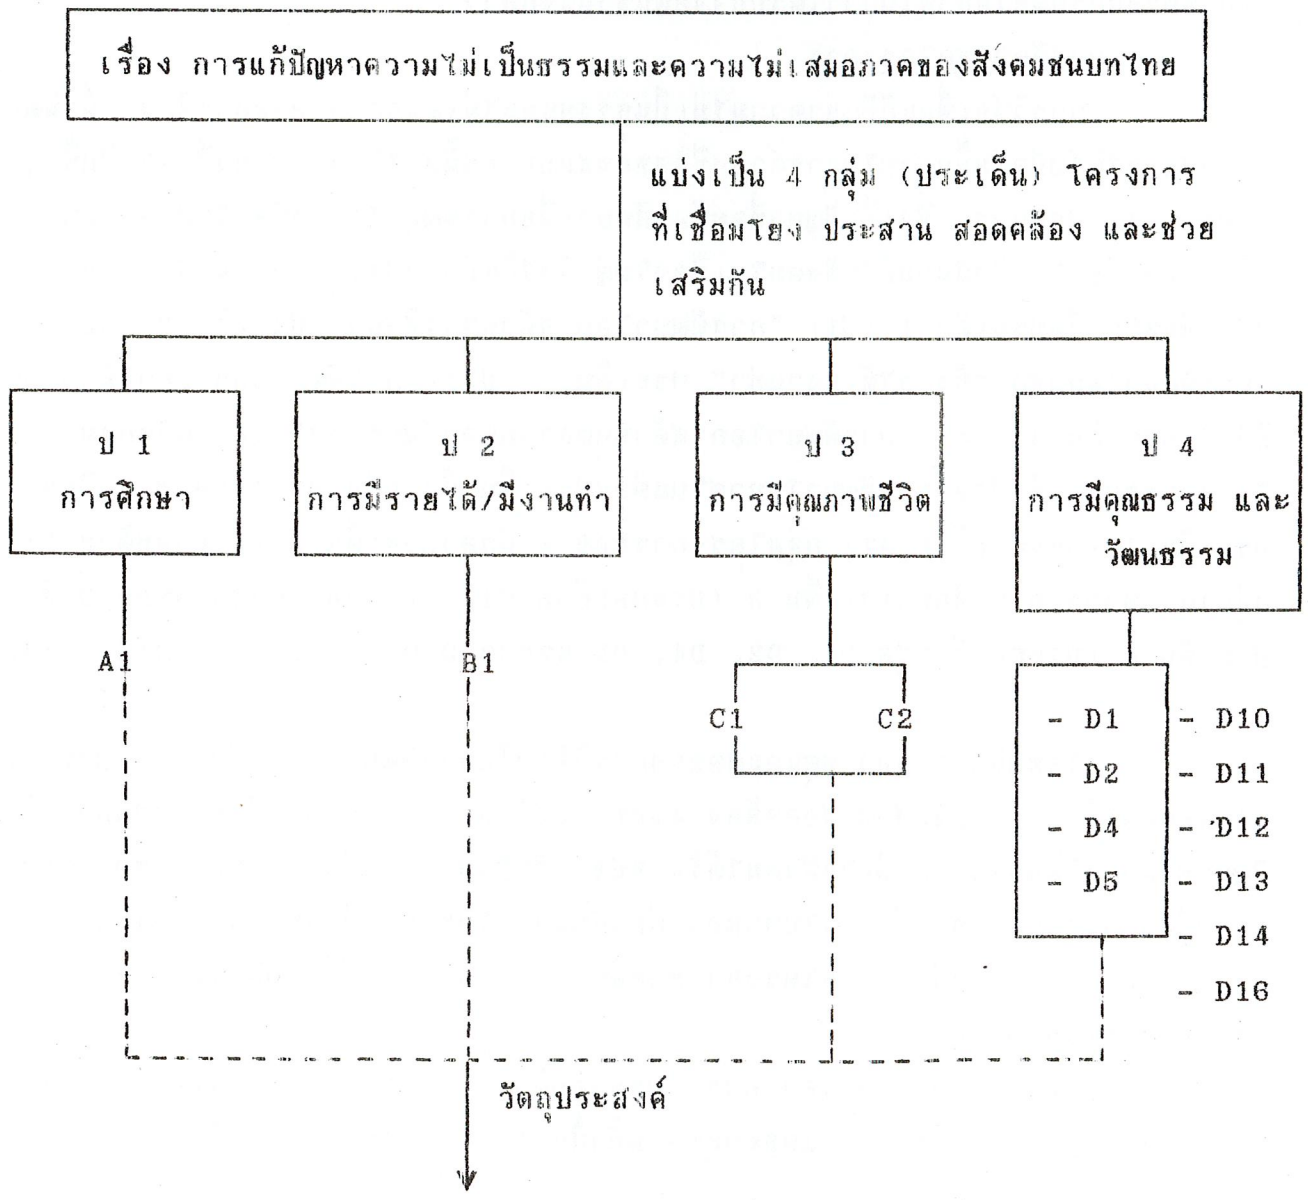 เรื่อง การแก้ปัญหาความไม่เป็นธรรมและความไม่เสมอภาคของสังคมชนบทไทย
แบ่งเป็น 4 กลุ่ม (ประเด็น) โครงการ
ที่เชื่อมโยง ประสาน สอดคล้อง และช่วย
เสริมกัน
ป 1
การศึกษา
ป 2
การมีรายได้/มีงานทำ
ป 3
การมีคุณภาพชีวิต
ป 4
การมีคุณธรรม และ
วัฒนธรรม
A1
B1
C1 C2
- D1 - D10
- D2 - D11
- D4 - D12
- D5 - D13
- D14
- D16
วัตถุประสงค์